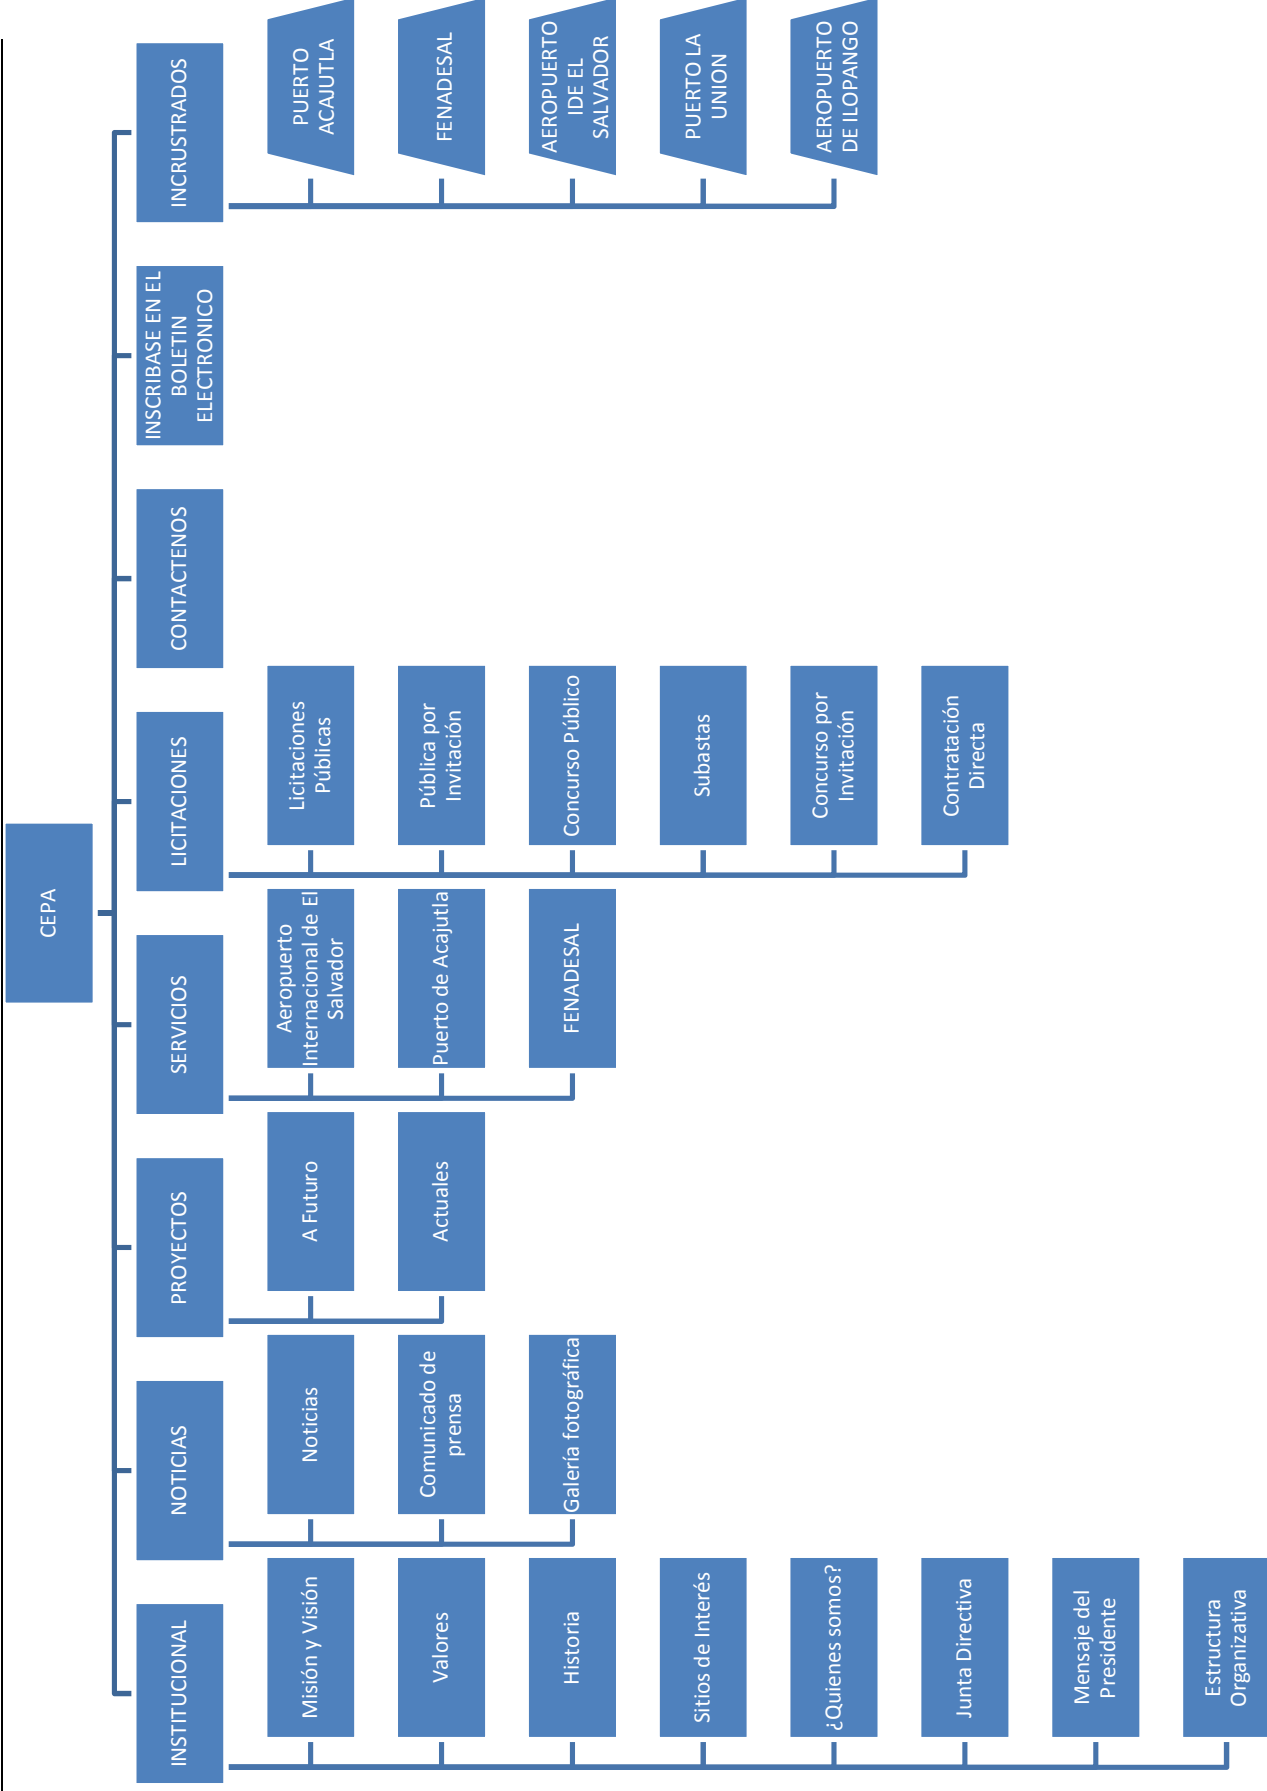 CEPA
INSTITUCIONAL
Misión y Visión
Valores
Historia
Sitios de Interés
¿Quienes somos?
Junta Directiva
Mensaje del
Presidente
Estructura
Organizativa
NOTICIAS
Noticias
Comunicado de
prensa
Galería fotográfica
PROYECTOS
A Futuro
Actuales
SERVICIOS
Aeropuerto
Internacional de El
Salvador
Puerto de Acajutla
FENADESAL
LICITACIONES
Licitaciones
Públicas
Pública por
Invitación
Concurso Público
Subastas
Concurso por
Invitación
Contratación
Directa
CONTACTENOS
INSCRIBASE EN EL
BOLETIN
ELECTRONICO
INCRUSTRADOS
PUERTO
ACAJUTLA
FENADESAL
AEROPUERTO
IDE EL
SALVADOR
PUERTO LA
UNION
AEROPUERTO
DE ILOPANGO